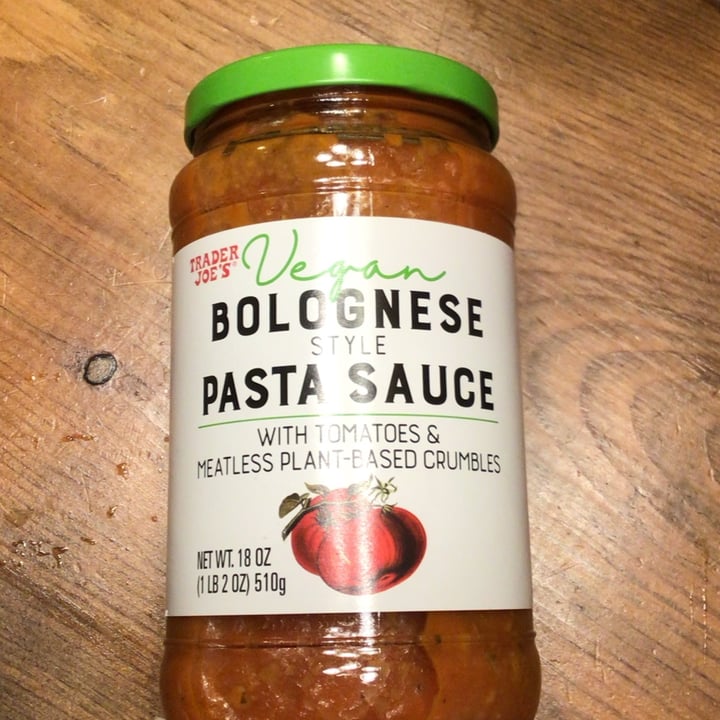 TRADER
JOE'S®
Vegan
BOLOGNESE
STYLE
PASTA SAUCE
WITH TOMATOES &
MEATLESS PLANT-BASED CRUMBLES
NET WT. 18 OZ
(1 LB 2 OZ) 510g